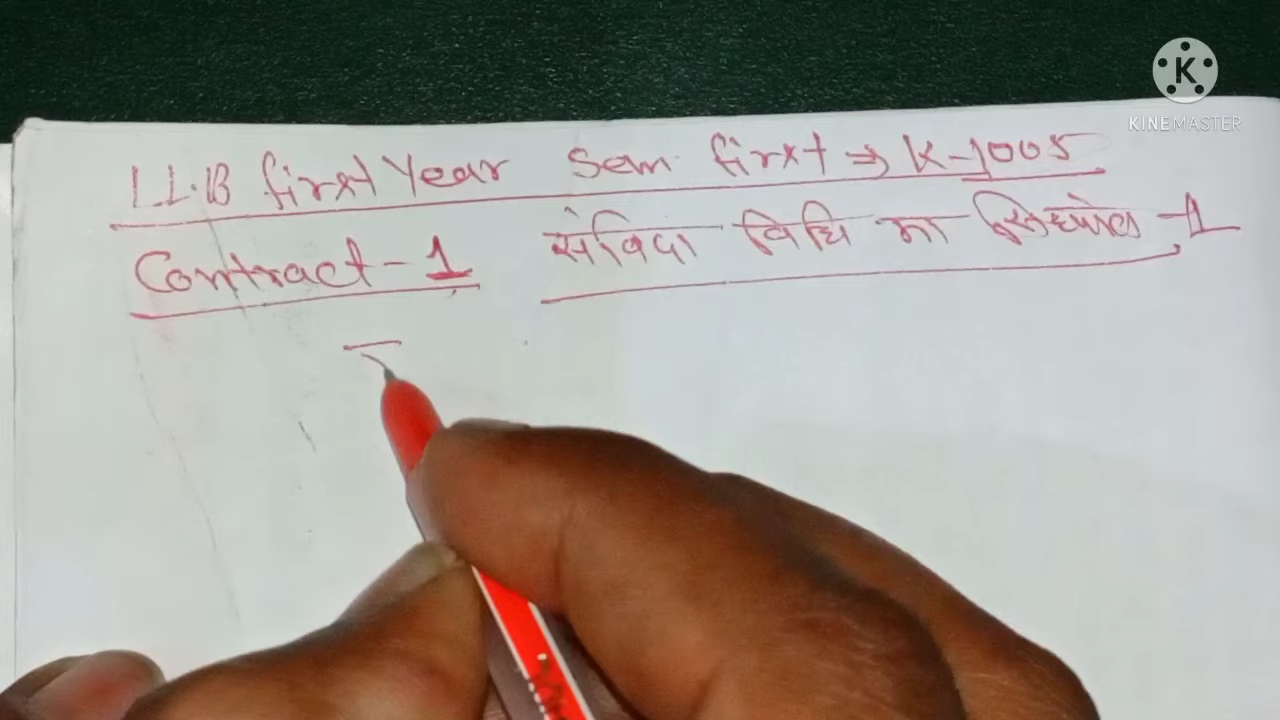 LL.B first Year Sem. first ⇒ K-1005
Contract-1 संविदा विधि का सिद्धांत -1
K
KINEMASTER